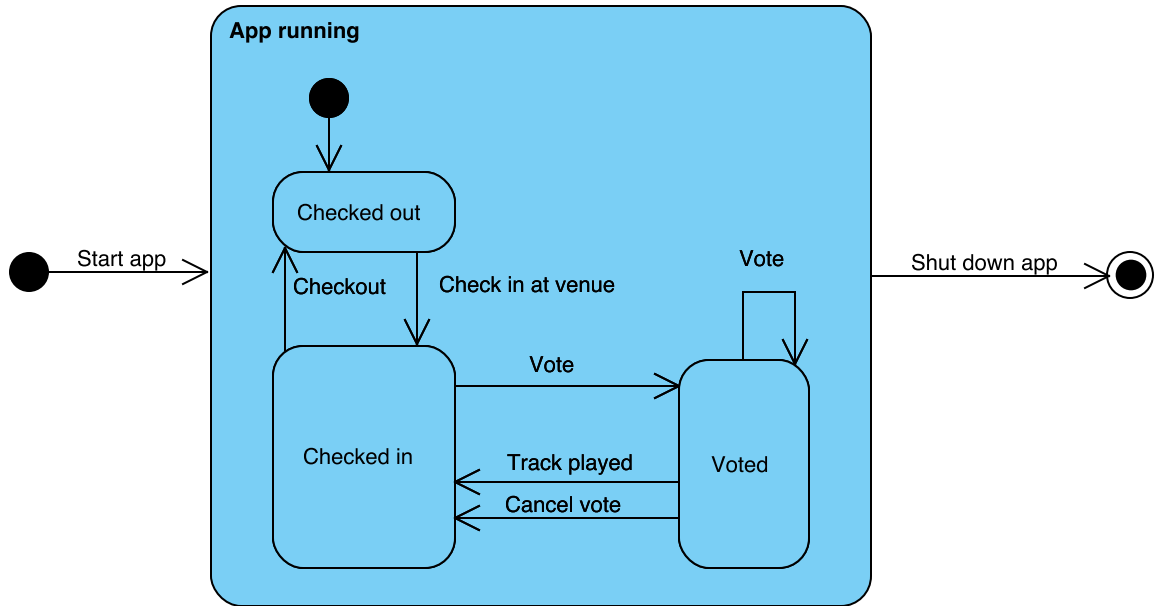 App running
Checked out
Start app
Checkout
Check in at venue
Vote
Shut down app
Vote
Checked in
Track played
Voted
Cancel vote